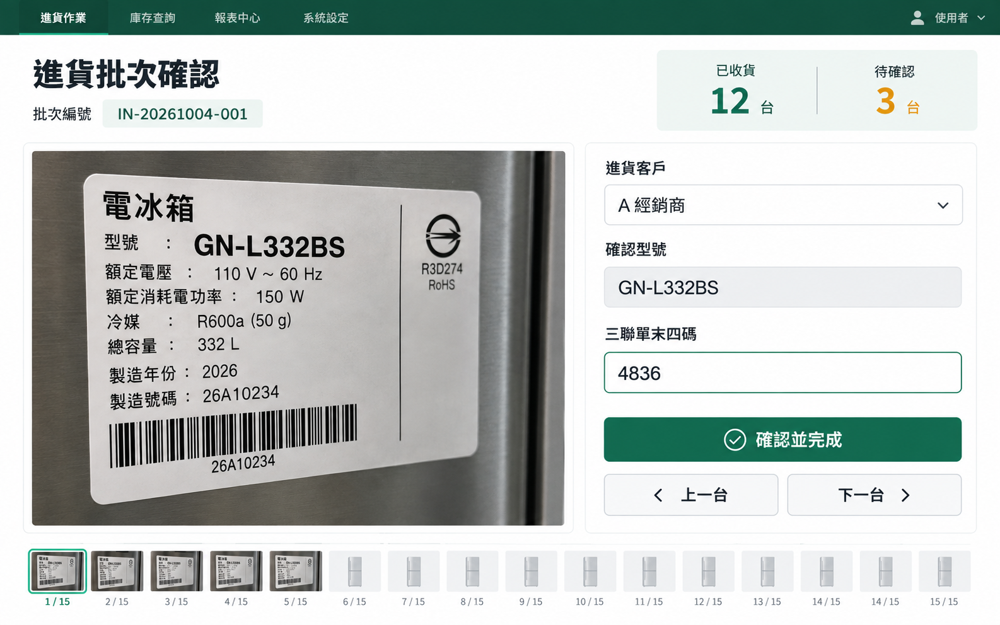 進貨作業
庫存查詢
報表中心
系統設定
使用者
進貨批次確認
批次編號 IN-20261004-001
已收貨
12 台
待確認
3 台
電冰箱
型號 : GN-L332BS
額定電壓 : 110 V ~ 60 Hz
額定消耗電功率 : 150 W
冷媒 : R600a (50 g)
總容量 : 332 L
製造年份 : 2026
製造號碼 : 26A10234
26A10234
R3D274
RoHS
進貨客戶
A 經銷商
確認型號
GN-L332BS
三聯單末四碼
4836
確認並完成
上一台
下一台
1 / 15
2 / 15
3 / 15
4 / 15
5 / 15
6 / 15
7 / 15
8 / 15
9 / 15
10 / 15
11 / 15
12 / 15
13 / 15
14 / 15
14 / 15
15 / 15